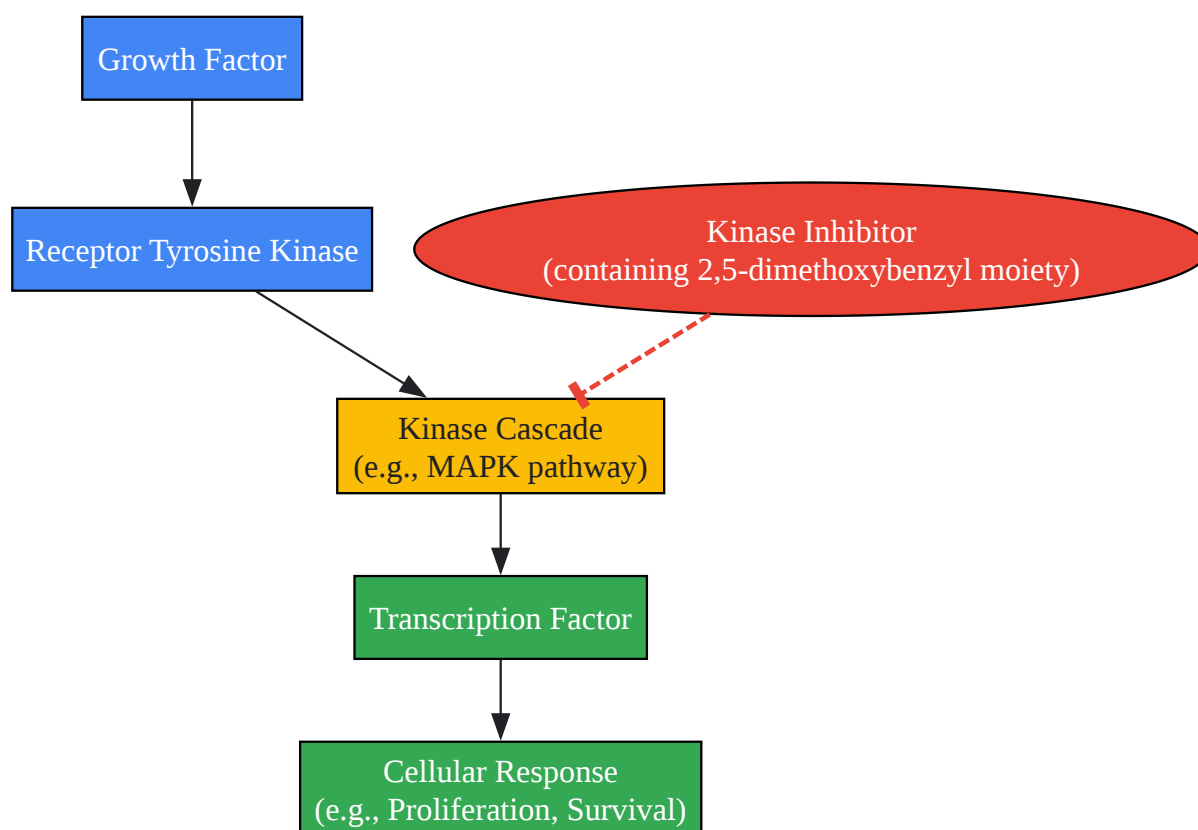 Growth Factor
Receptor Tyrosine Kinase
Kinase Inhibitor
(containing 2,5-dimethoxybenzyl moiety)
Kinase Cascade
(e.g., MAPK pathway)
Transcription Factor
Cellular Response
(e.g., Proliferation, Survival)